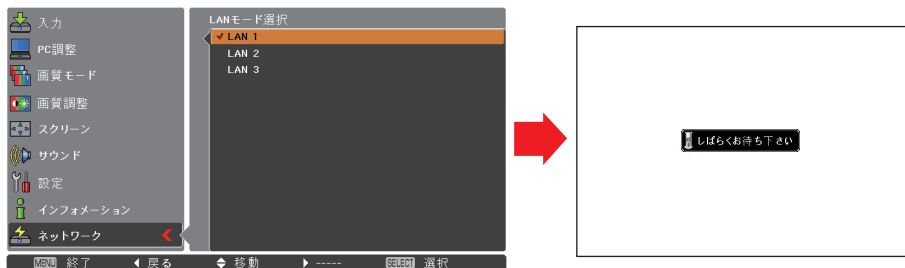 入力
PC調整
画質モード
画質調整
スクリーン
サウンド
設定
インフォメーション
ネットワーク
LANモード選択
LAN 1
LAN 2
LAN 3
MENU 終了 戻る 移動 ----- SELECT 選択
しばらくお待ち下さい